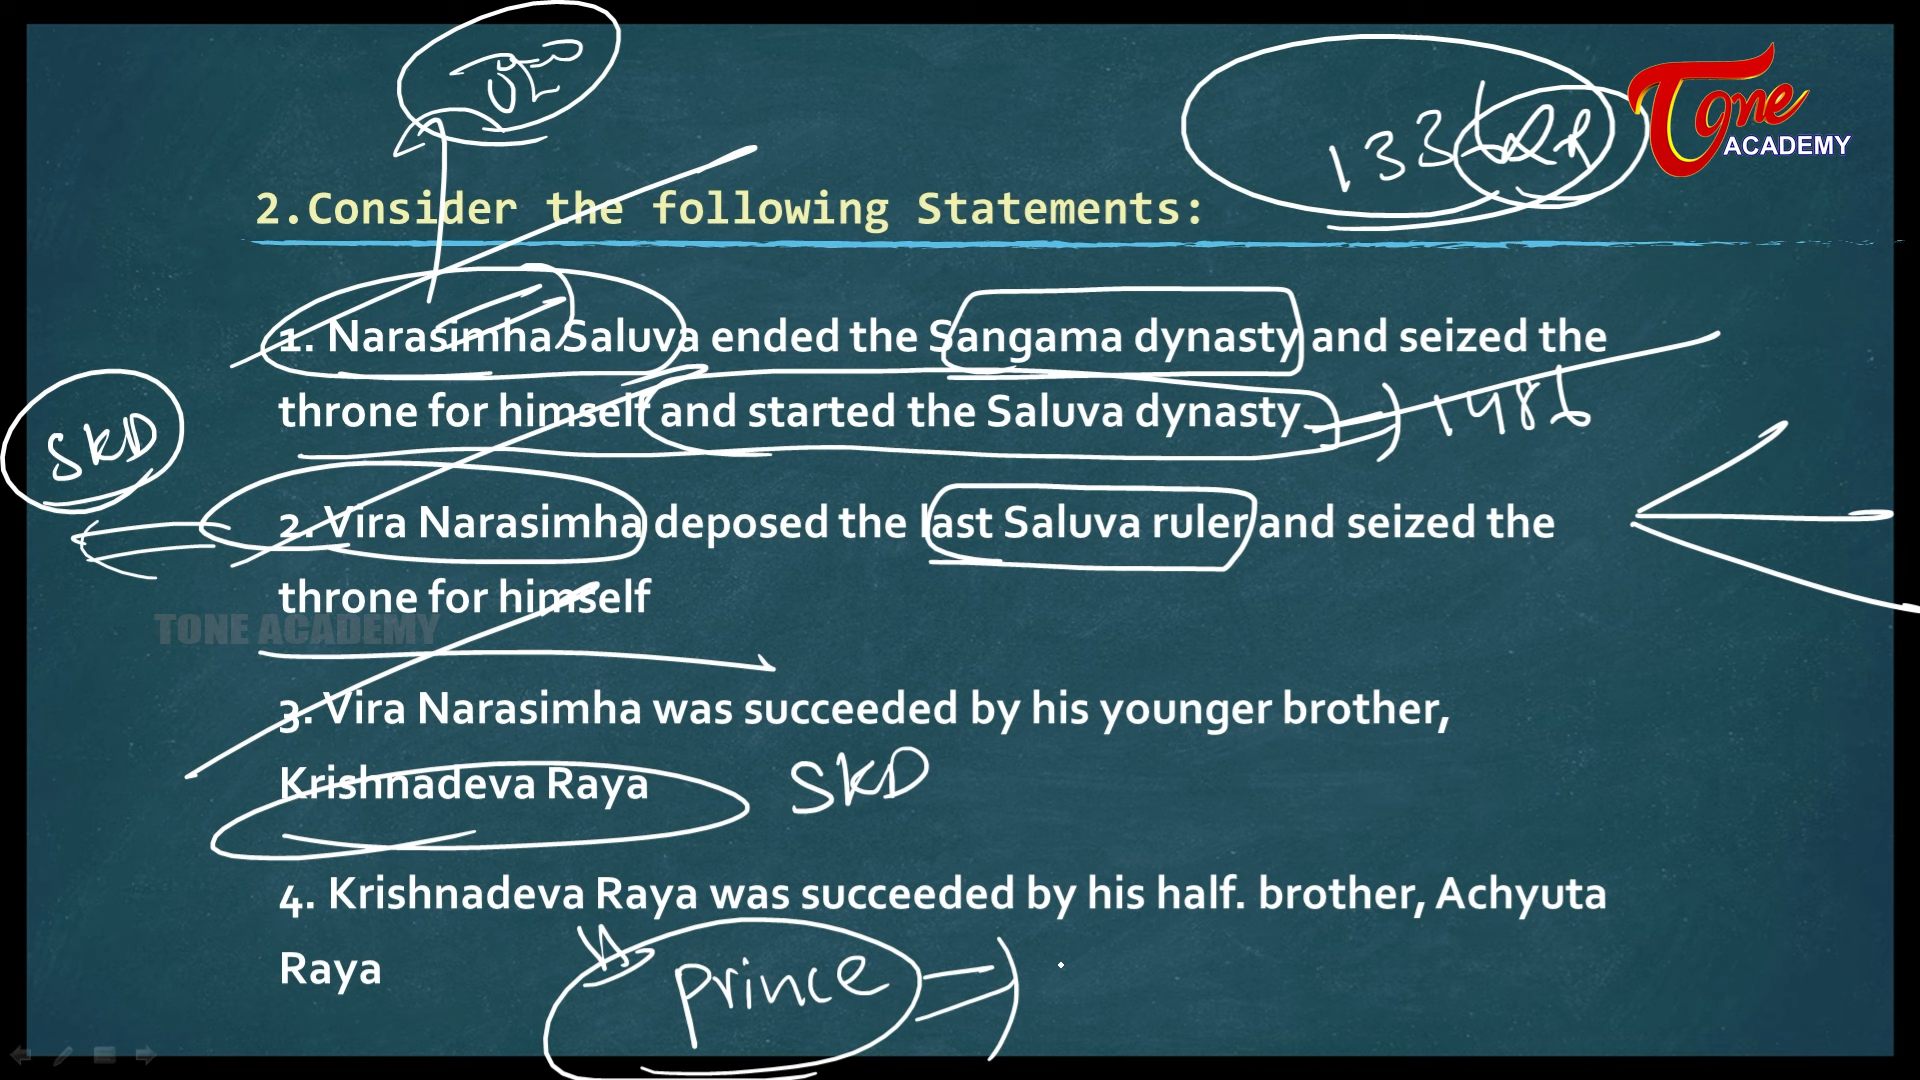 Tone
ACADEMY
2.Consider the following Statements:
1. Narasimha Saluva ended the Sangama dynasty and seized the
throne for himself and started the Saluva dynasty
1486
SKD
2. Vira Narasimha deposed the last Saluva ruler and seized the
throne for himself
TONE ACADEMY
3. Vira Narasimha was succeeded by his younger brother,
Krishnadeva Raya
SKD
4. Krishnadeva Raya was succeeded by his half. brother, Achyuta
Raya
prince